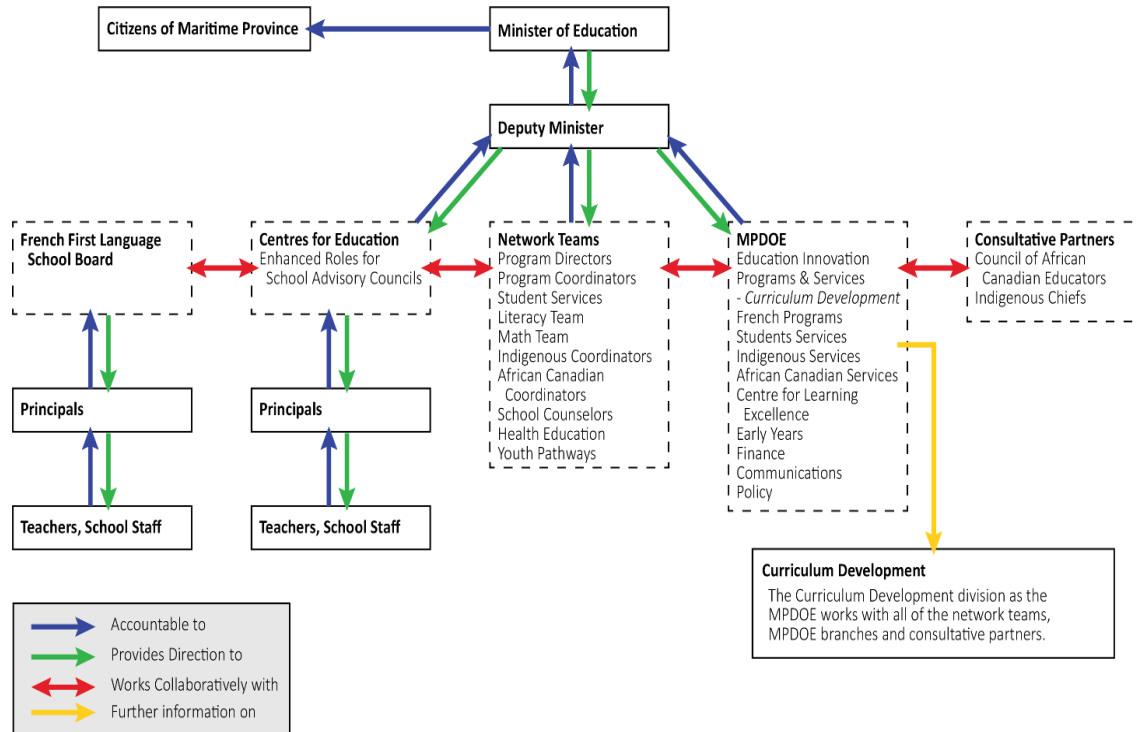 Citizens of Maritime Province
Minister of Education
Deputy Minister
French First Language
School Board
Centres for Education
Enhanced Roles for
School Advisory Councils
Network Teams
Program Directors
Program Coordinators
Student Services
Literacy Team
Math Team
Indigenous Coordinators
African Canadian
Coordinators
School Counselors
Health Education
Youth Pathways
MPDOE
Education Innovation
Programs & Services
- Curriculum Development
French Programs
Students Services
Indigenous Services
African Canadian Services
Centre for Learning
Excellence
Early Years
Finance
Communications
Policy
Consultative Partners
Council of African
Canadian Educators
Indigenous Chiefs
Principals
Principals
Teachers, School Staff
Teachers, School Staff
Curriculum Development
The Curriculum Development division as the
MPDOE works with all of the network teams,
MPDOE branches and consultative partners.
Accountable to
Provides Direction to
Works Collaboratively with
Further information on